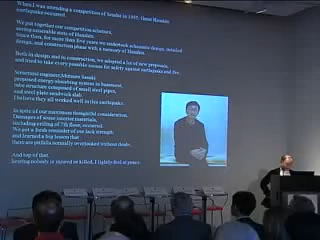 When I was attending a competition of Sendai in 1995, Great Hanshin
earthquake occurred.
We put together our competition schemes,
seeing miserable state of Hanshin.
Since then, for more than five years we undertook schematic design, detailed
design, and construction phase with a memory of Hanshin.
Both in design and in construction, we adopted a lot of new proposals,
and tried to take every possible means for safety against earthquake and fire.
Structural engineer, Mutsuro Sasaki
proposed energy absorbing system in basement,
tube structure composed of small steel pipes,
and steel plate sandwich slab.
I believe they all worked well in this earthquake.
In spite of our maximum thoughtful consideration,
Damages of some interior materials,
including ceiling of 7th floor, occurred.
We got a fresh reminder of our lack strength
and learned a big lesson that
there are pitfalls normally overlooked without doubt.
And top of that,
hearing nobody is injured or killed, I lightly feel at peace.